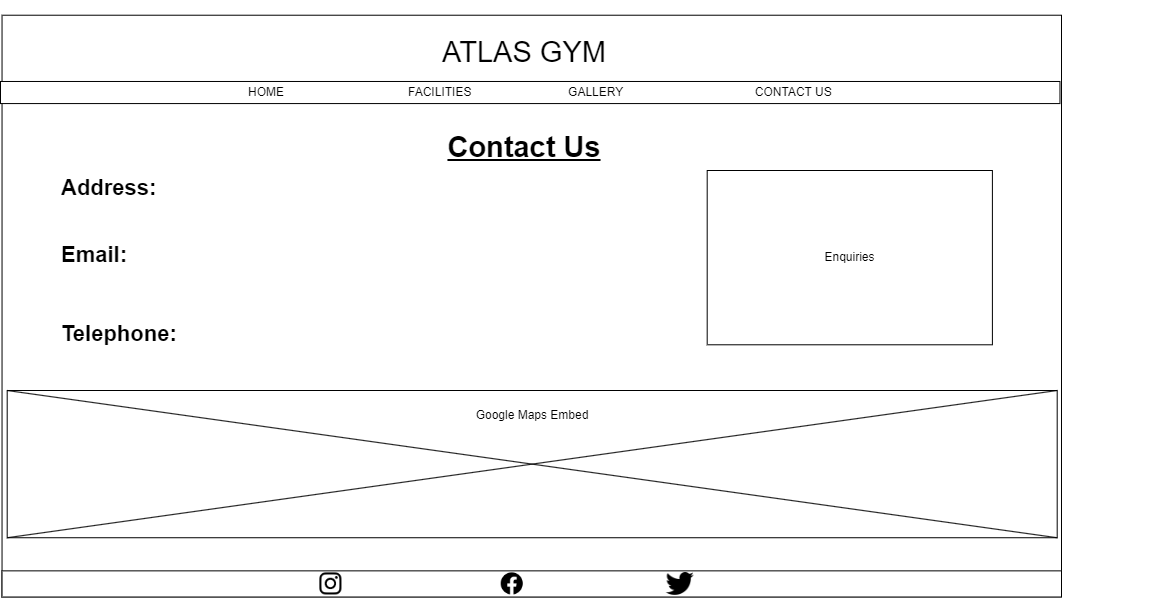 ATLAS GYM
HOME FACILITIES GALLERY CONTACT US
Contact Us
Address:
Email:
Telephone:
Enquiries
Google Maps Embed